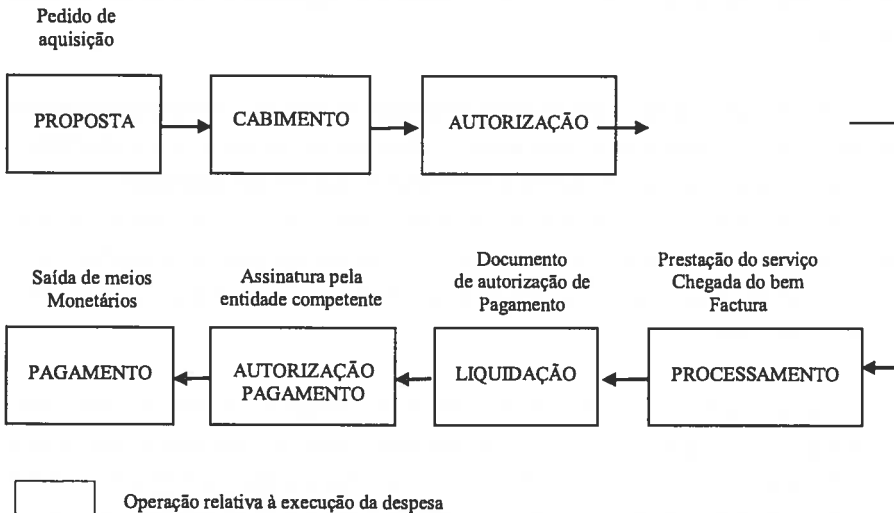 Pedido de
aquisição
PROPOSTA
CABIMENTO
AUTORIZAÇÃO
Saída de meios
Monetários
Assinatura pela
entidade competente
Documento
de autorização de
Pagamento
Prestação do serviço
Chegada do bem
Factura
PAGAMENTO
AUTORIZAÇÃO
PAGAMENTO
LIQUIDAÇÃO
PROCESSAMENTO
Operação relativa à execução da despesa